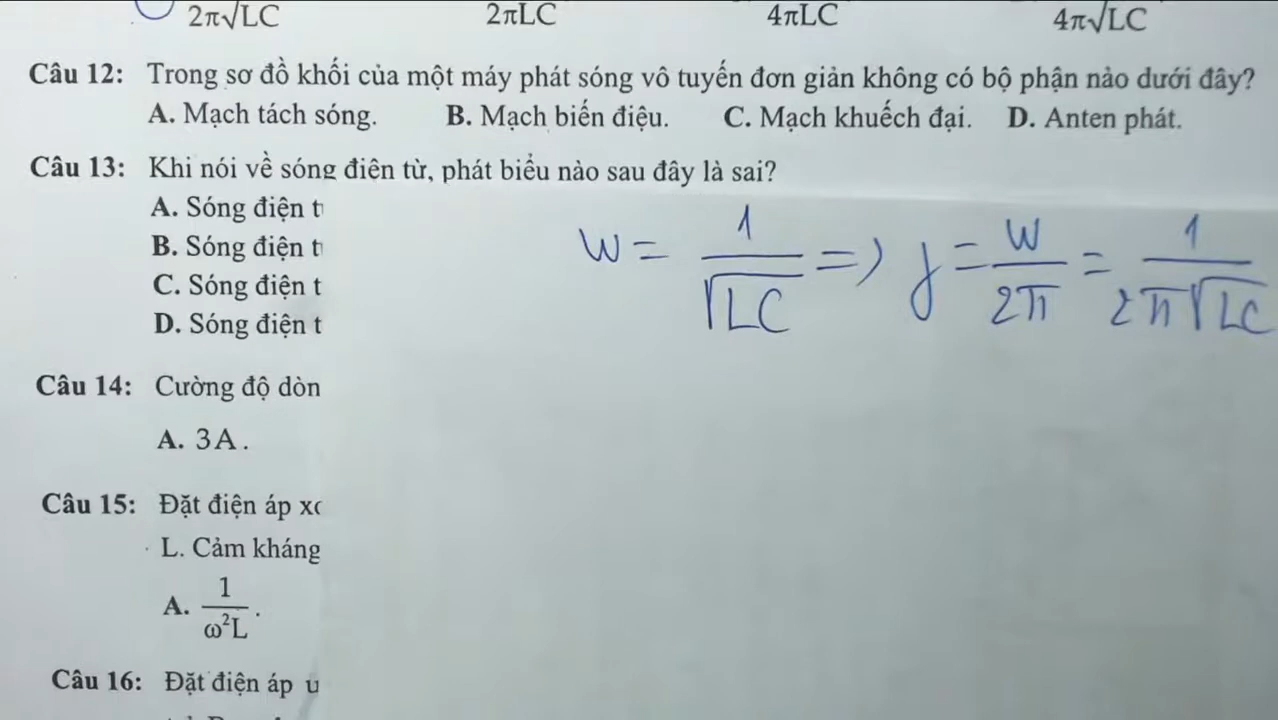 2π√LC 2πLC 4πLC 4π√LC
Câu 12: Trong sơ đồ khối của một máy phát sóng vô tuyến đơn giản không có bộ phận nào dưới đây?
A. Mạch tách sóng. B. Mạch biến điệu. C. Mạch khuếch đại. D. Anten phát.
Câu 13: Khi nói về sóng điện từ, phát biểu nào sau đây là sai?
A. Sóng điện t
B. Sóng điện t
C. Sóng điện t
D. Sóng điện t
w = 1/√LC => f = w/2π = 1/2π√LC
Câu 14: Cường độ dòn
A. 3A.
Câu 15: Đặt điện áp xo
L. Cảm kháng
A. 1/ω²L.
Câu 16: Đặt điện áp u